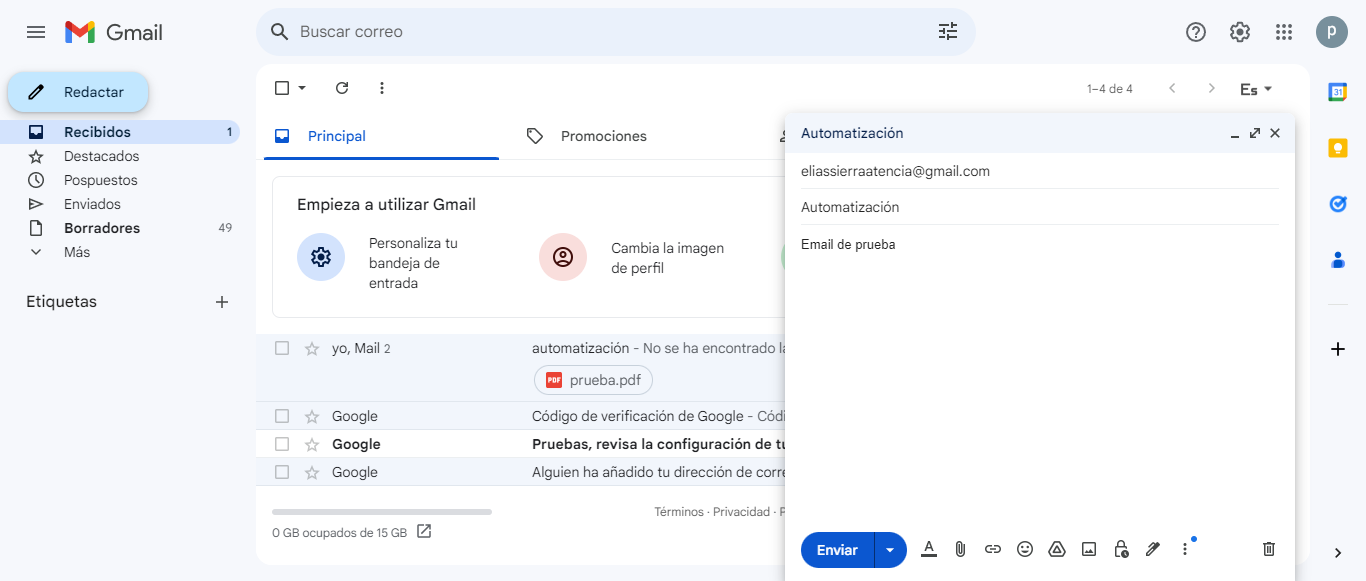 Gmail
Buscar correo
Redactar
1–4 de 4
Es
Recibidos 1
Destacados
Pospuestos
Enviados
Borradores 49
Más
Etiquetas
Principal
Promociones
Empieza a utilizar Gmail
Personaliza tu
bandeja de
entrada
Cambia la imagen
de perfil
yo, Mail 2
automatización - No se ha encontrado
PDF prueba.pdf
Google
Código de verificación de Google -
Google
Pruebas, revisa la configuración de
Google
Alguien ha añadido tu dirección de
Términos · Privacidad ·
0 GB ocupados de 15 GB
Automatización
eliassierraatencia@gmail.com
Automatización
Email de prueba
Enviar
A
p
31